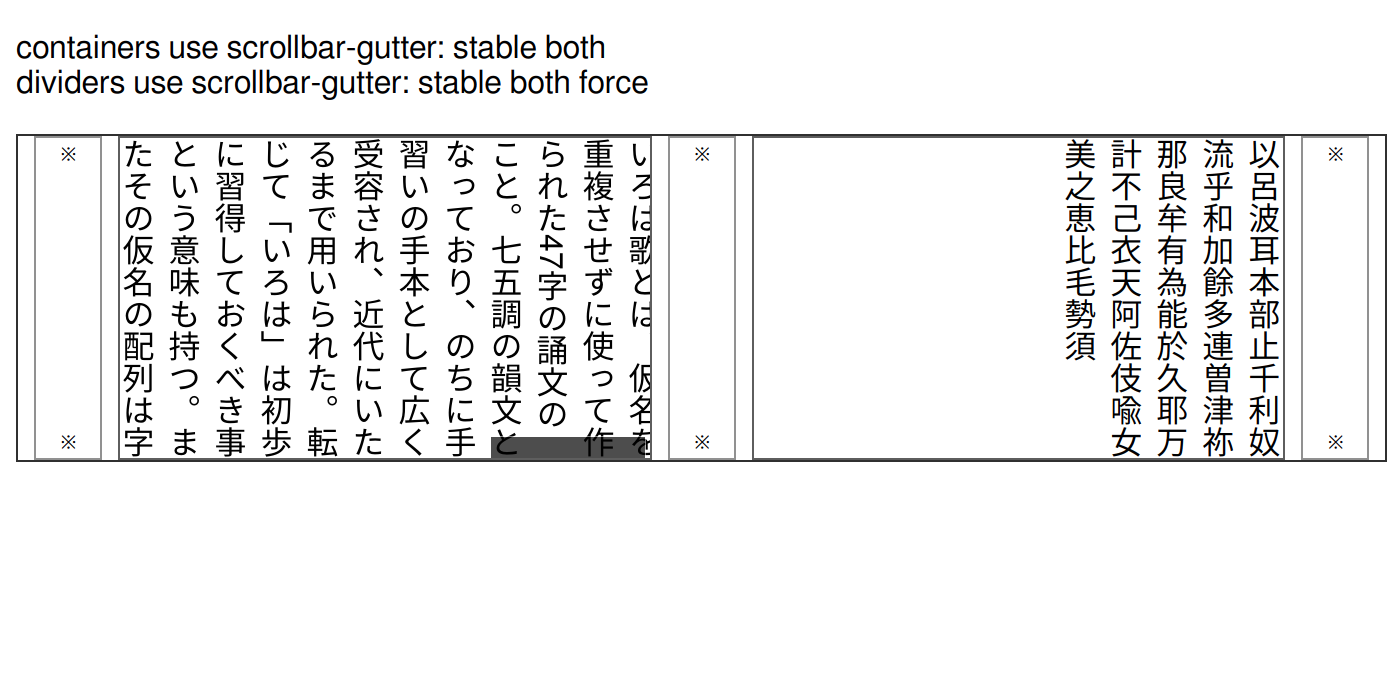 containers use scrollbar-gutter: stable both
dividers use scrollbar-gutter: stable both force
※
※
いろは歌とは 仮名を
重複させずに使って作
られた47字の誦文の
こと。七五調の韻文と
なっており、のちに手
習いの手本として広く
受容され、近代にいた
るまで用いられた。転
じて「いろは」は初歩
に習得しておくべき事
という意味も持つ。ま
たその仮名の配列は字
※
※
以呂波耳本部止千利奴
流乎和加餘多連曽津祢
那良牟有為能於久耶万
計不己衣天阿佐伎喩女
美之恵比毛勢須
※
※